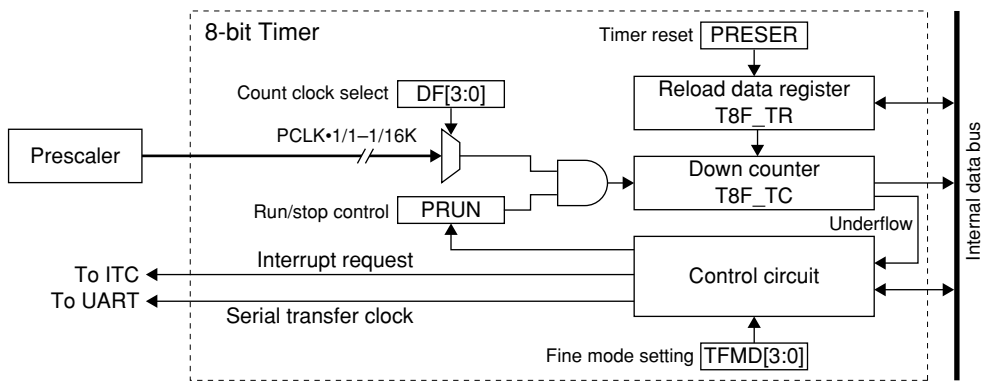 8-bit Timer
Timer reset PRESER
Count clock select DF[3:0]
Reload data register
T8F_TR
Prescaler
PCLK•1/1–1/16K
Down counter
T8F_TC
Run/stop control PRUN
Underflow
Internal data bus
Interrupt request
To ITC
Control circuit
To UART
Serial transfer clock
Fine mode setting TFMD[3:0]